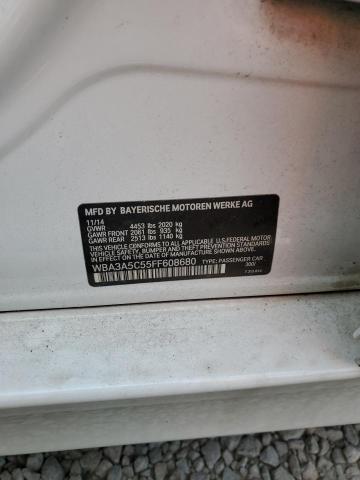 MFD BY BAYERISCHE MOTOREN WERKE AG
11/14
GVWR 4453 lbs 2020 kg
GAWR FRONT 2061 lbs 935 kg
GAWR REAR 2513 lbs 1140 kg
THIS VEHICLE CONFORMS TO ALL APPLICABLE U.S.FEDERAL MOTOR
VEHICLE SAFETY, BUMPER AND THEFT PREVENTION STANDARDS
IN EFFECT ON THE DATE OF MANUFACTURE SHOWN ABOVE.
WBA3A5C55FF608680 TYPE: PASSENGER CAR